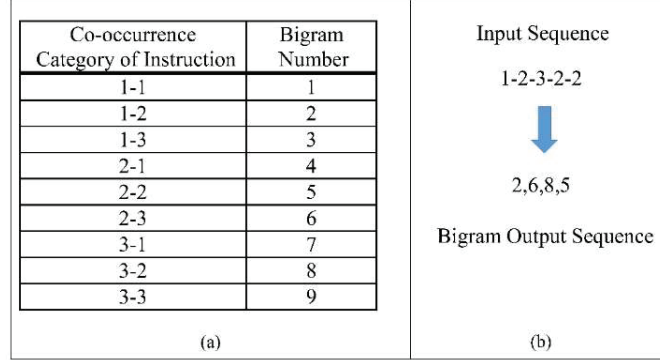 Co-occurrence Bigram
Category of Instruction Number
1-1 1
1-2 2
1-3 3
2-1 4
2-2 5
2-3 6
3-1 7
3-2 8
3-3 9
(a)
Input Sequence
1-2-3-2-2
2,6,8,5
Bigram Output Sequence
(b)